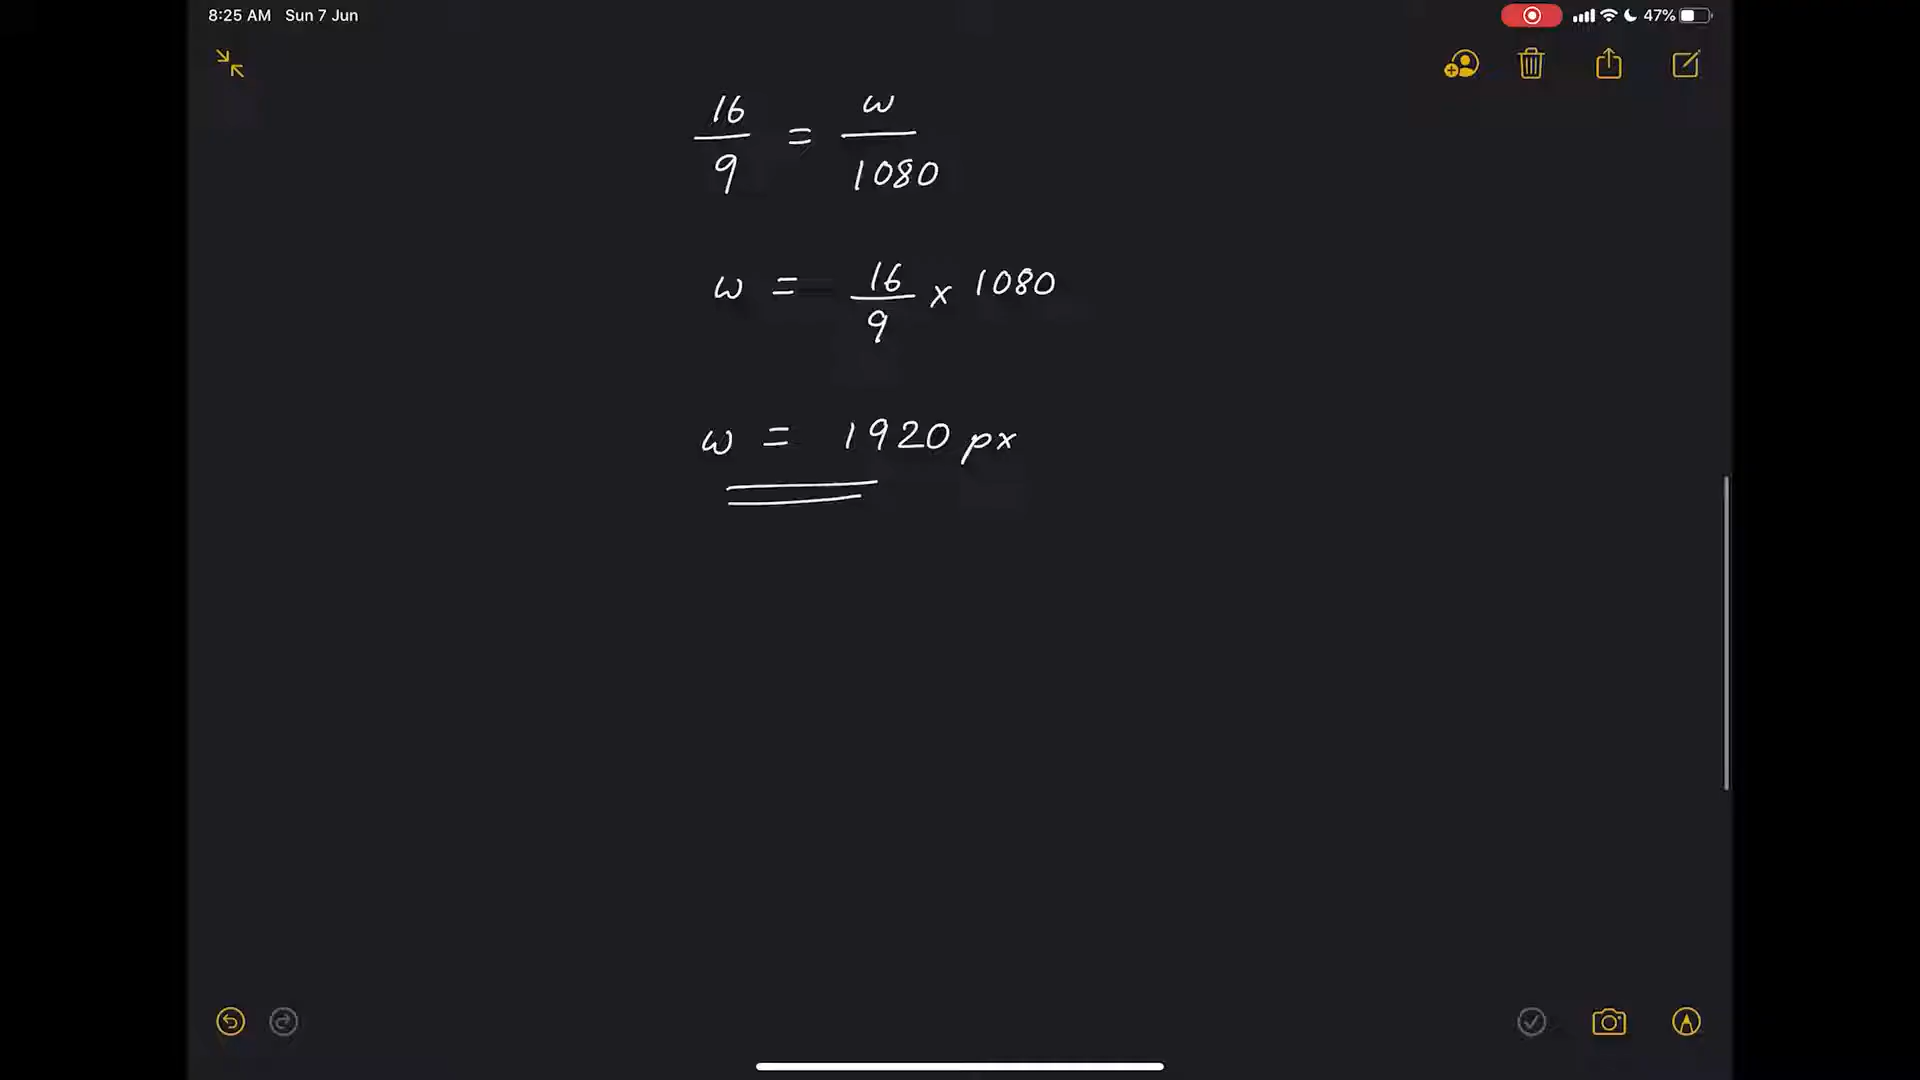 8:25 AM Sun 7 Jun 47%
16/9 = w/1080
w = 16/9 x 1080
w = 1920 px